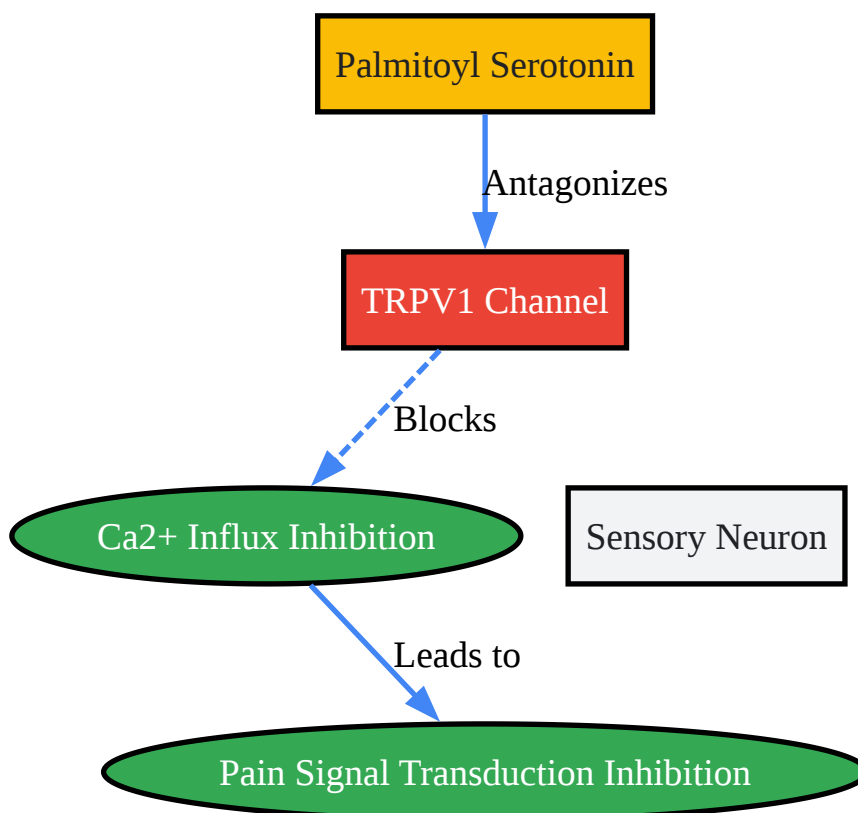 Palmitoyl Serotonin
Antagonizes
TRPV1 Channel
Blocks
Ca2+ Influx Inhibition
Sensory Neuron
Leads to
Pain Signal Transduction Inhibition